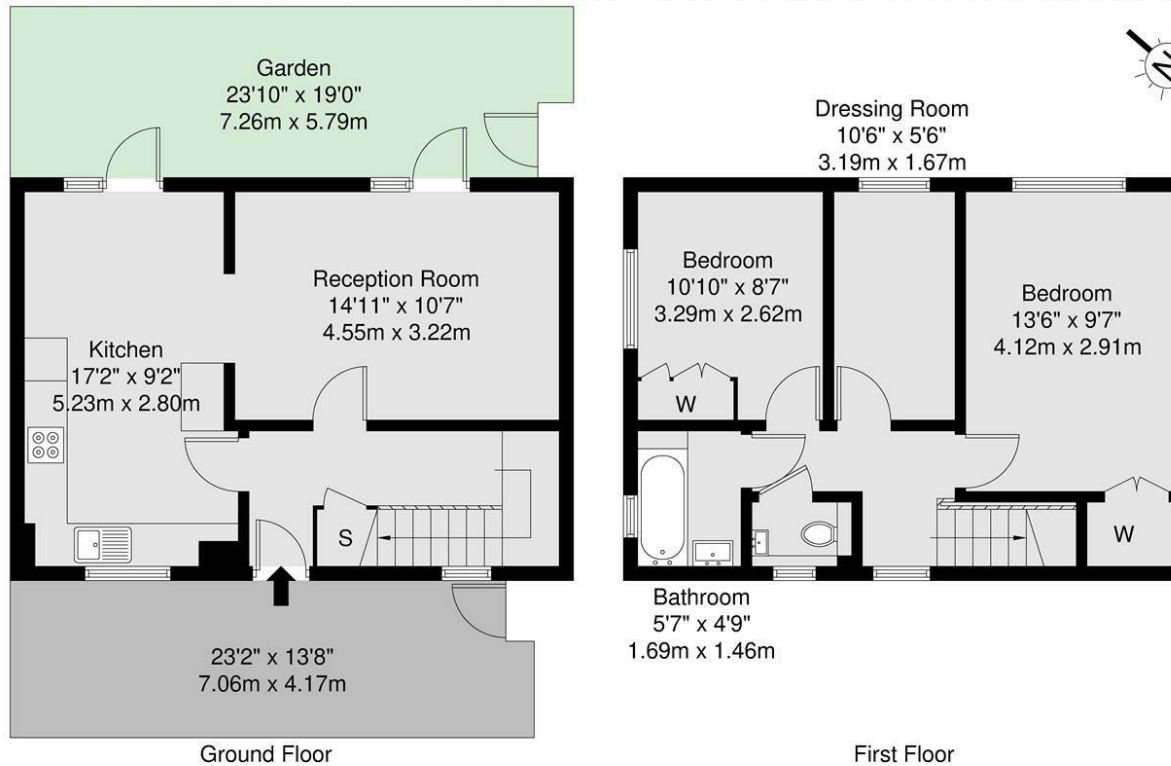 Garden
23'10" x 19'0"
7.26m x 5.79m
Reception Room
14'11" x 10'7"
4.55m x 3.22m
Kitchen
17'2" x 9'2"
5.23m x 2.80m
S
23'2" x 13'8"
7.06m x 4.17m
Ground Floor
N
Dressing Room
10'6" x 5'6"
3.19m x 1.67m
Bedroom
10'10" x 8'7"
3.29m x 2.62m
W
Bedroom
13'6" x 9'7"
4.12m x 2.91m
W
Bathroom
5'7" x 4'9"
1.69m x 1.46m
First Floor